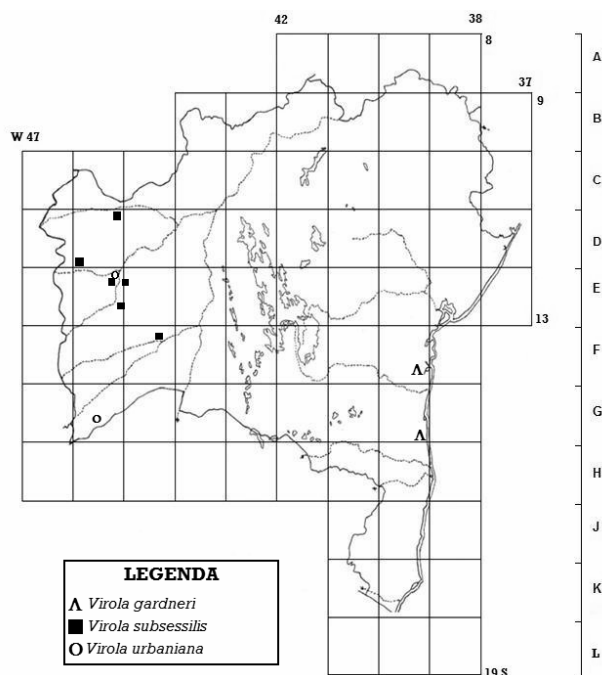 42 38
8
A
37
9
B
W 47
C
D
E
13
F
G
H
J
K
L
19 S
LEGENDA
Λ Virola gardneri
■ Virola subsessilis
O Virola urbaniana